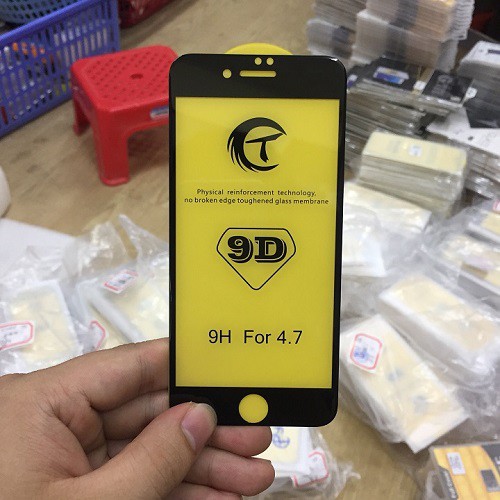 T
Physical reinforcement technology,
no broken edge toughened glass membrane
9D
9H For 4.7